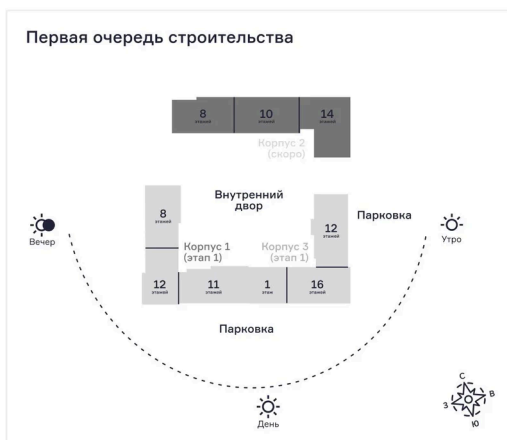 Первая очередь строительства
8
этажей
10
этажей
14
этажей
Корпус 2
(скоро)
Внутренний
двор
8
этажей
12
этажей
Парковка
Вечер
Утро
Корпус 1
(этап 1)
Корпус 3
(этап 1)
12
этажей
11
этажей
1
этаж
16
этажей
Парковка
День
С
В
З
Ю